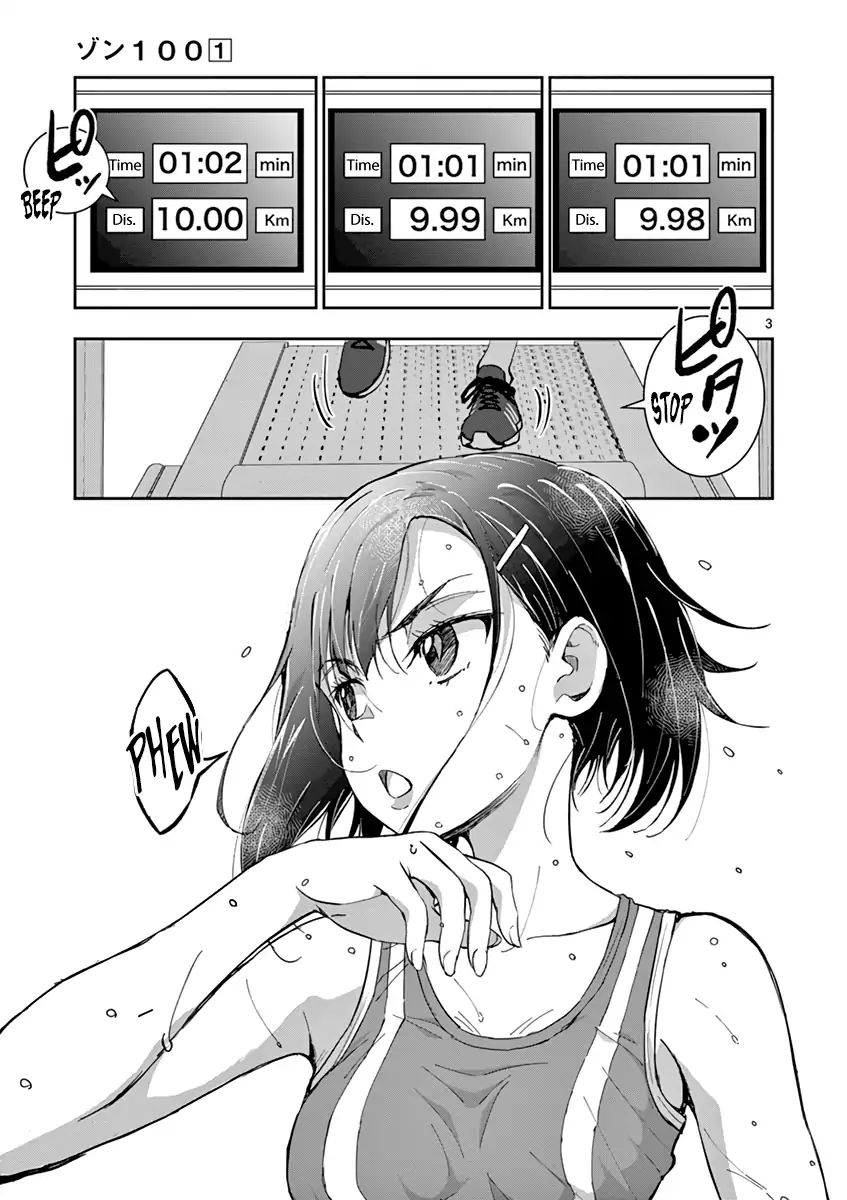 ゾン１００1
Time 01:01 min
Dis. 9.98 Km
Time 01:01 min
Dis. 9.99 Km
Time 01:02 min
Dis. 10.00 Km
ピッ
BEEP
3
ピタッ
STOP
PHEW